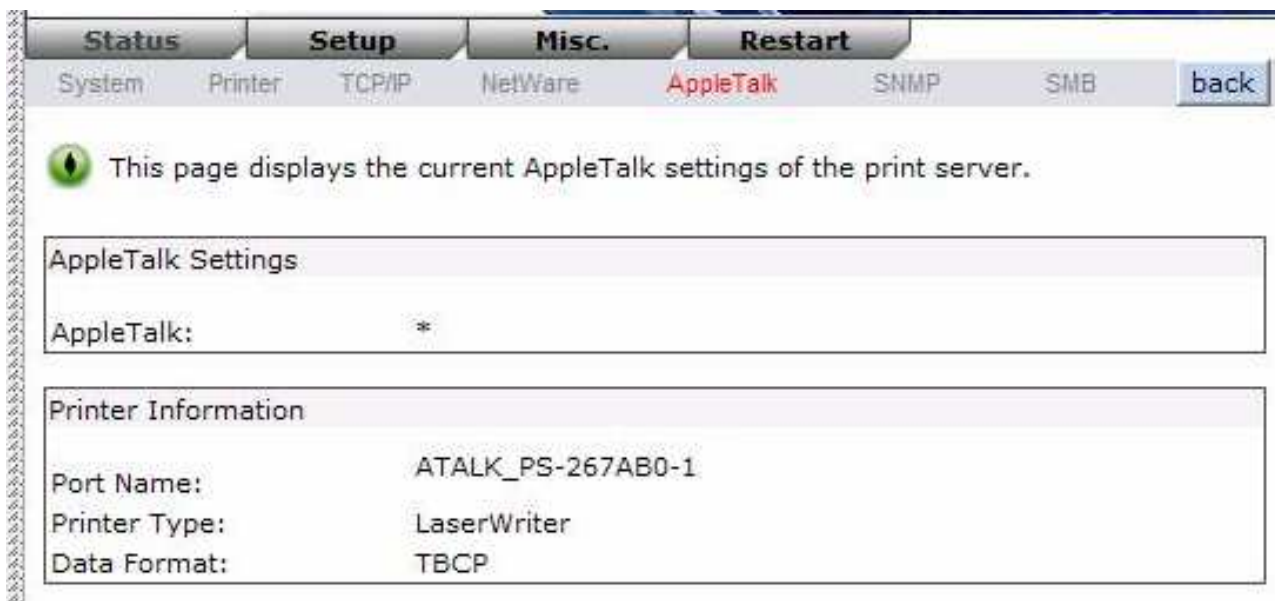 Status Setup Misc. Restart
System Printer TCP/IP NetWare AppleTalk SNMP SMB back
This page displays the current AppleTalk settings of the print server.
AppleTalk Settings
AppleTalk: *
Printer Information
Port Name: ATALK_PS-267AB0-1
Printer Type: LaserWriter
Data Format: TBCP